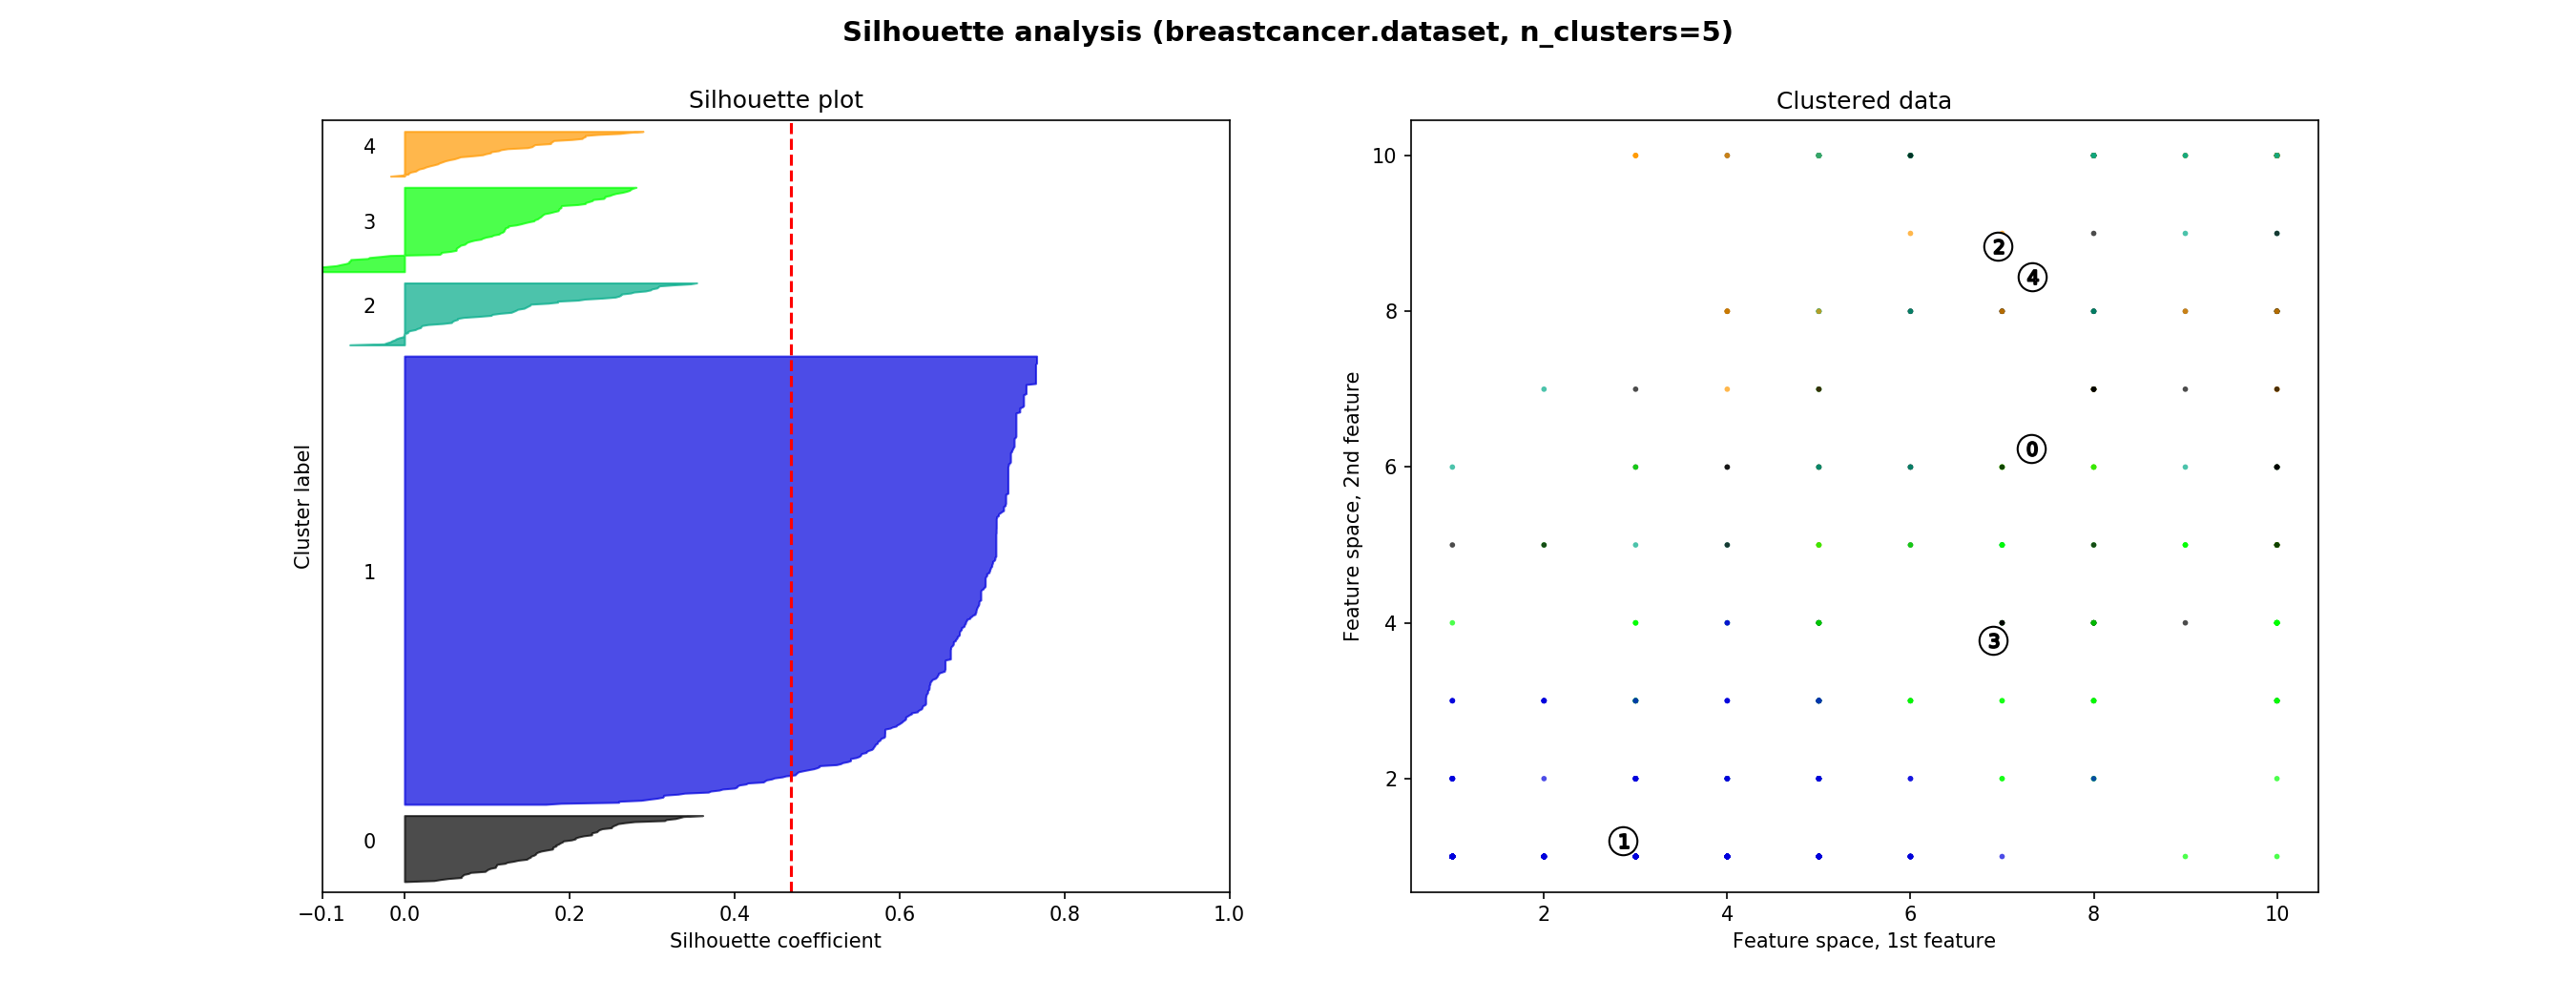 Silhouette analysis (breastcancer.dataset, n_clusters=5)
Silhouette plot
Cluster label
4
3
2
1
0
−0.1 0.0 0.2 0.4 0.6 0.8 1.0
Silhouette coefficient
Clustered data
Feature space, 2nd feature
10
8
6
4
2
2
4
0
3
1
2 4 6 8 10
Feature space, 1st feature